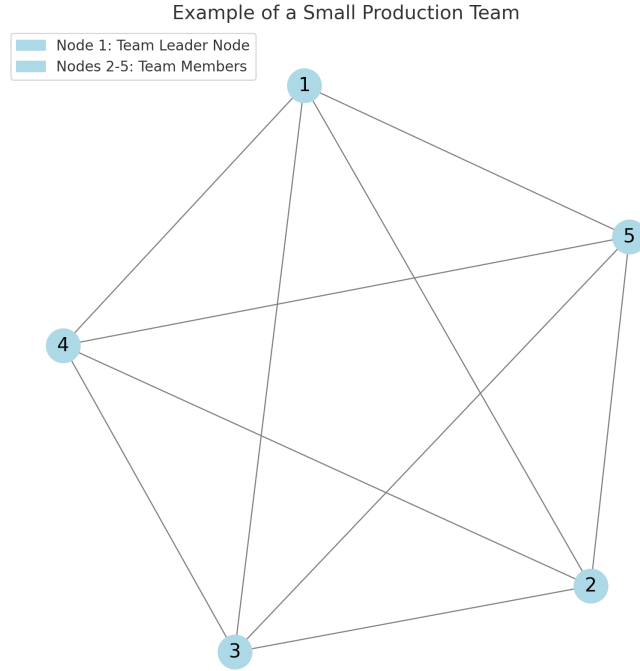 Example of a Small Production Team
Node 1: Team Leader Node
Nodes 2-5: Team Members
1
5
4
2
3